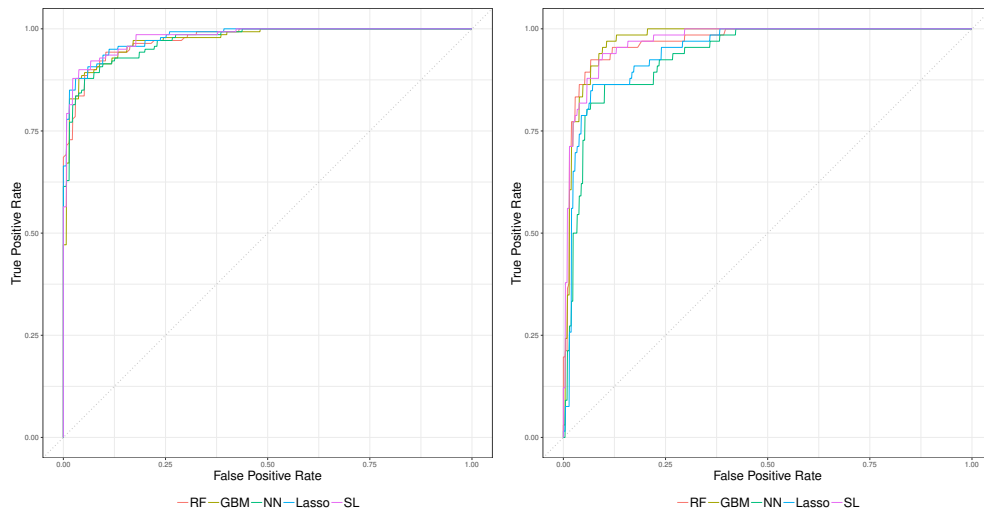 1.00
0.75
0.50
0.25
0.00
True Positive Rate
0.00 0.25 0.50 0.75 1.00
False Positive Rate
RF GBM NN Lasso SL
1.00
0.75
0.50
0.25
0.00
True Positive Rate
0.00 0.25 0.50 0.75 1.00
False Positive Rate
RF GBM NN Lasso SL